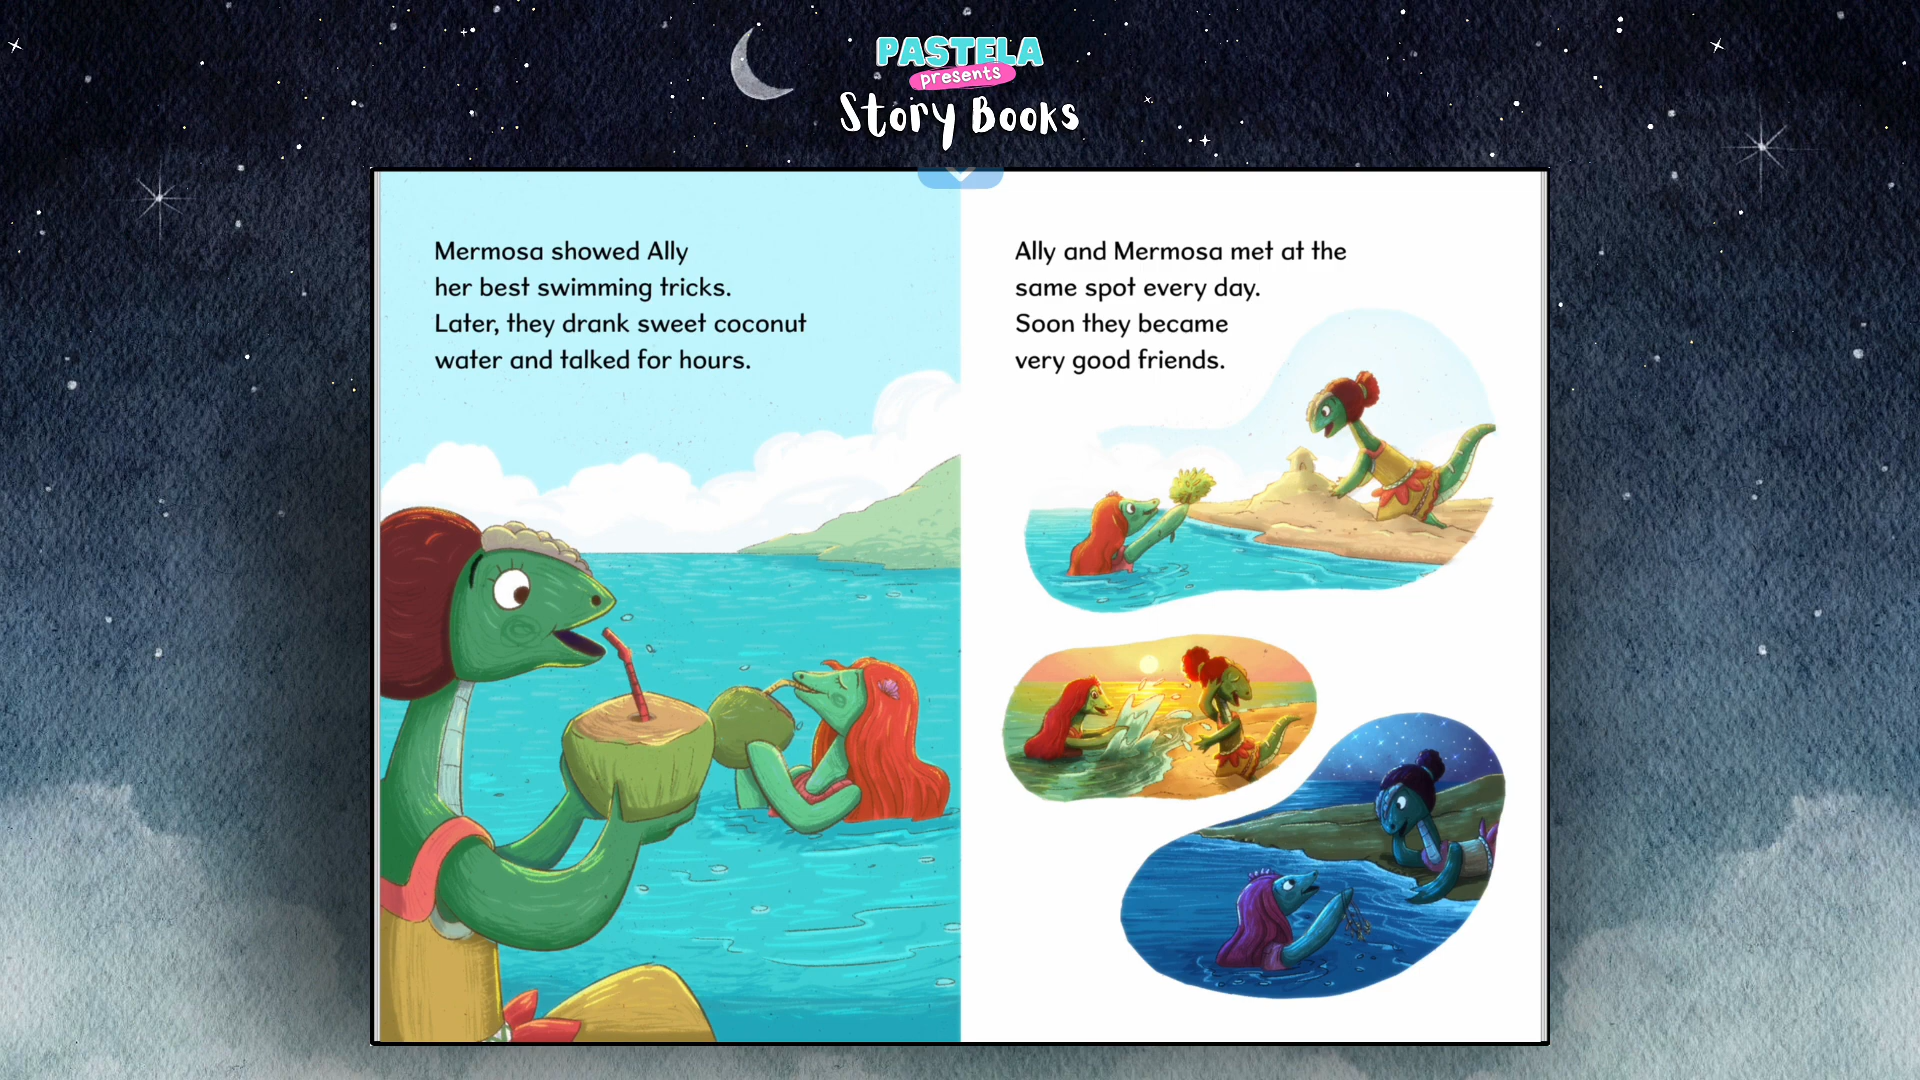 PASTELA
presents
Story Books
Mermosa showed Ally
her best swimming tricks.
Later, they drank sweet coconut
water and talked for hours.
Ally and Mermosa met at the
same spot every day.
Soon they became
very good friends.